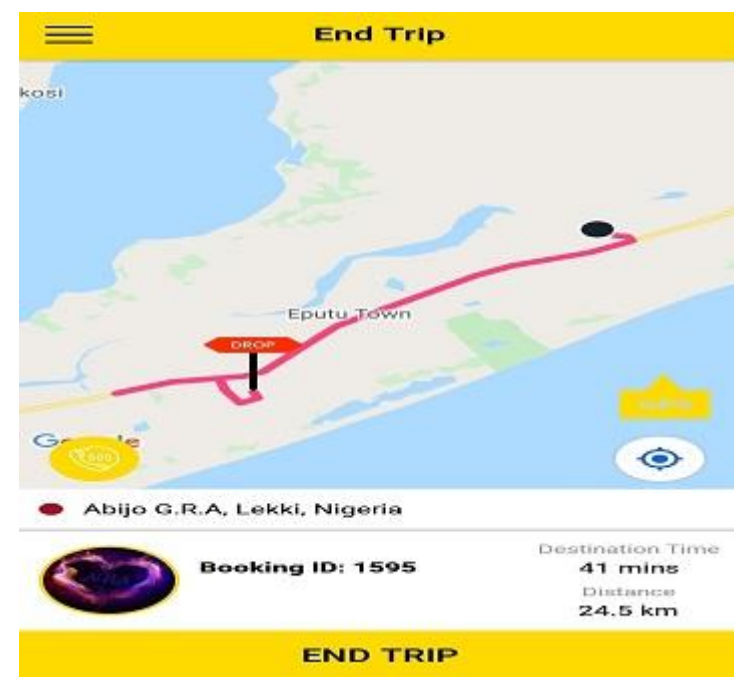 End Trip
kosi
Eputu Town
DROP
Google
Abijo G.R.A, Lekki, Nigeria
Booking ID: 1595
Destination Time
41 mins
Distance
24.5 km
END TRIP